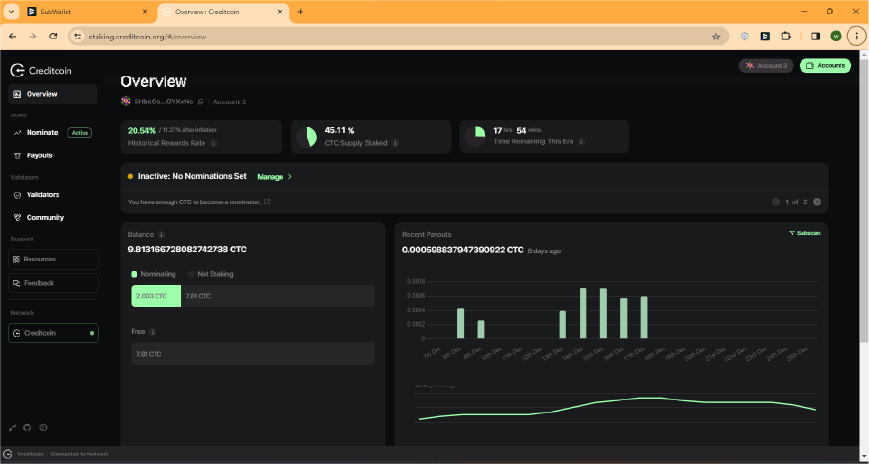 SubWallet
Overview : Creditcoin
staking.creditcoin.org/#/overview
Creditcoin
Account 3
Accounts
Overview
Overview
Account 3
Nominate
Active
Payouts
Validators
Validators
Community
Support
Resources
Feedback
Network
Creditcoin
20.54% / 11.27% after inflation
Historical Rewards Rate
45.11 %
CTC Supply Staked
17 hrs 54 mins
Time Remaining This Era
Inactive: No Nominations Set
Manage
You have enough CTC to become a nominator.
1 of 2
Balance
9.813166728082742738 CTC
Nominating
Not Staking
2.003 CTC
7.81 CTC
Free
7.81 CTC
Recent Payouts
Subscan
0.000598837947390922 CTC 8 days ago
0.0008
0.0006
0.0004
0.0002
0
7th Dec 8th Dec 9th Dec 10th Dec 11th Dec 12th Dec 13th Dec 14th Dec 15th Dec 16th Dec 17th Dec 18th Dec 19th Dec 20th Dec 21st Dec 22nd Dec 23rd Dec 24th Dec 25th Dec
Creditcoin | Connected to Network